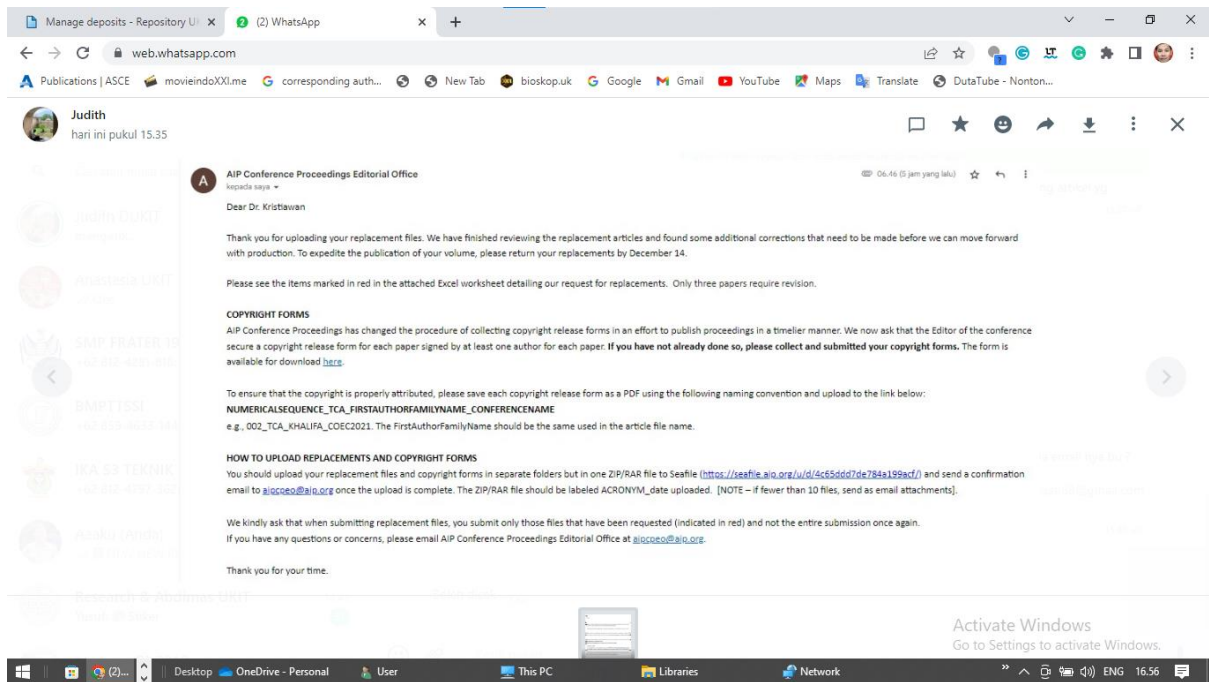 Manage deposits - Repository U
(2) WhatsApp
web.whatsapp.com
Publications | ASCE
movieindoXXI.me
corresponding auth...
New Tab
bioskop.uk
Google
Gmail
YouTube
Maps
Translate
DutaTube - Nonton...
Judith
hari ini pukul 15.35
A
AIP Conference Proceedings Editorial Office
06.46 (5 jam yang lalu)
kepada saya
Dear Dr. Kristiawan
Thank you for uploading your replacement files. We have finished reviewing the replacement articles and found some additional corrections that need to be made before we can move forward
with production. To expedite the publication of your volume, please return your replacements by December 14.
Please see the items marked in red in the attached Excel worksheet detailing our request for replacements. Only three papers require revision.
COPYRIGHT FORMS
AIP Conference Proceedings has changed the procedure of collecting copyright release forms in an effort to publish proceedings in a timelier manner. We now ask that the Editor of the conference
secure a copyright release form for each paper signed by at least one author for each paper. If you have not already done so, please collect and submitted your copyright forms. The form is
available for download here.
To ensure that the copyright is properly attributed, please save each copyright release form as a PDF using the following naming convention and upload to the link below:
NUMERICALSEQUENCE_TCA_FIRSTAUTHORFAMILYNAME_CONFERENCENAME
e.g., 002_TCA_KHALIFA_COEC2021. The FirstAuthorFamilyName should be the same used in the article file name.
HOW TO UPLOAD REPLACEMENTS AND COPYRIGHT FORMS
You should upload your replacement files and copyright forms in separate folders but in one ZIP/RAR file to Seafile (https://seafile.aip.org/u/d/4c65ddd7de784a199acf/) and send a confirmation
email to aipcpeo@aip.org once the upload is complete. The ZIP/RAR file should be labeled ACRONYM_date uploaded. [NOTE – if fewer than 10 files, send as email attachments].
We kindly ask that when submitting replacement files, you submit only those files that have been requested (indicated in red) and not the entire submission once again.
If you have any questions or concerns, please email AIP Conference Proceedings Editorial Office at aipcpeo@aip.org.
Thank you for your time.
Judith DUKIT
Anastasia UKIT
SMP FRATER
BMPTTSSI
IKA S3 TEKNIK
Research & Abdimas UKIT
Activate Windows
Go to Settings to activate Windows.
(2)...
Desktop
OneDrive - Personal
User
This PC
Libraries
Network
ENG
16.56